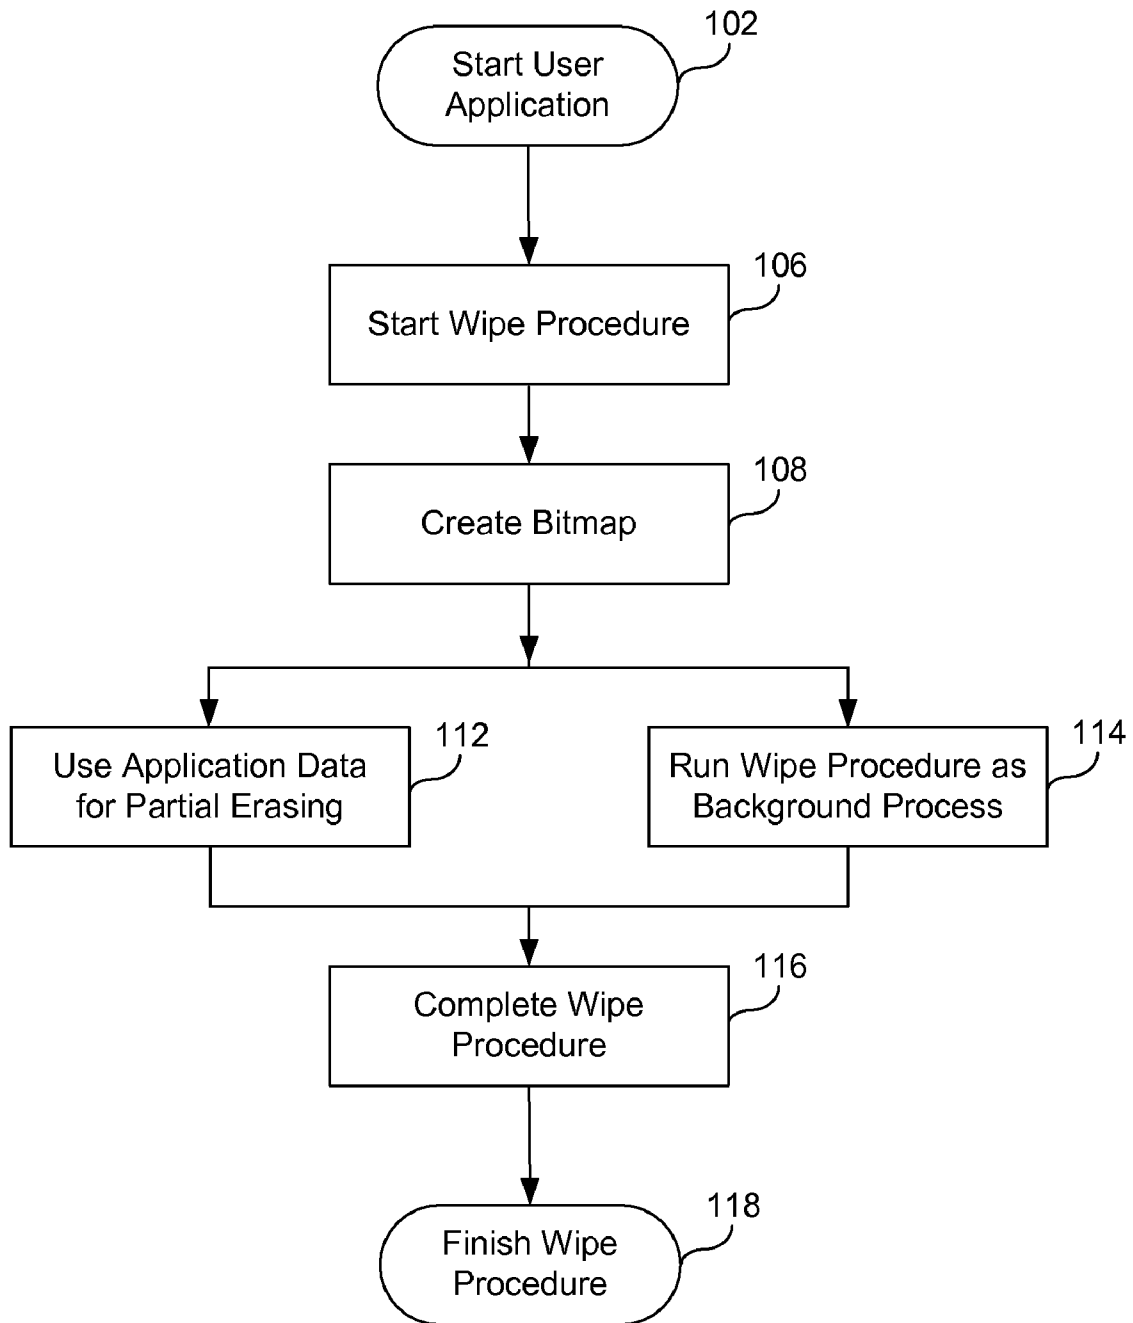 102
Start User
Application
106
Start Wipe Procedure
108
Create Bitmap
112
Use Application Data
for Partial Erasing
114
Run Wipe Procedure as
Background Process
116
Complete Wipe
Procedure
118
Finish Wipe
Procedure